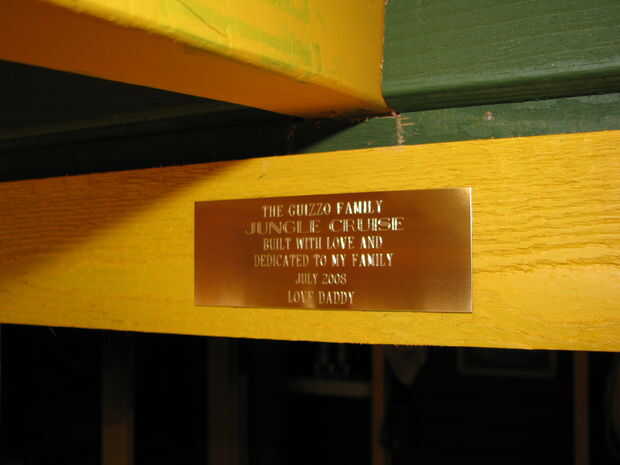 THE GUIZZO FAMILY
JUNGLE CRUISE
BUILT WITH LOVE AND
DEDICATED TO MY FAMILY
JULY 2008
LOVE DADDY